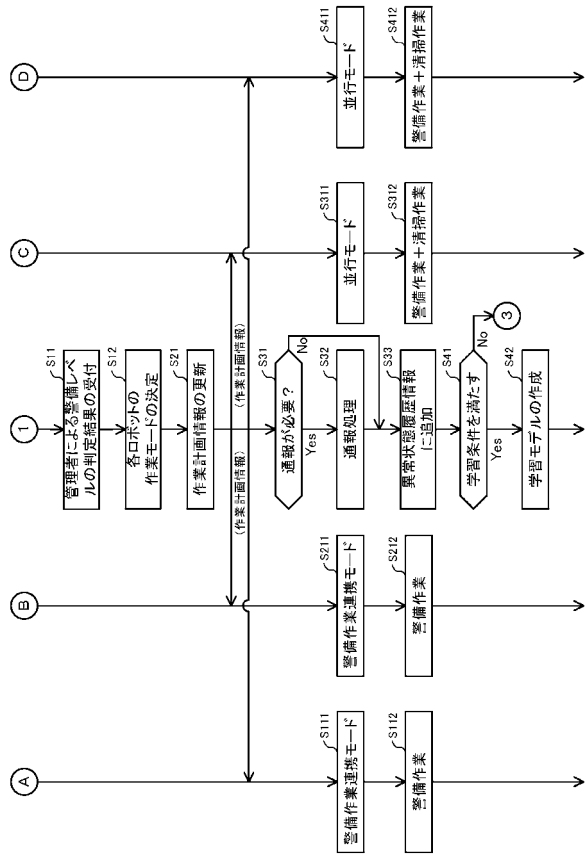 A
S111
警備作業連携モード
S112
警備作業
B
S211
警備作業連携モード
S212
警備作業
1
S11
管理者による警備レベ
ルの判定結果の受付
S12
各ロボットの
作業モードの決定
S21
作業計画情報の更新
(作業計画情報)
(作業計画情報)
S31
通報が必要?
No
Yes
S32
通報処理
S33
異常状態履歴情報
に追加
S41
学習条件を満たす
No
3
Yes
S42
学習モデルの作成
C
S311
並行モード
S312
警備作業+清掃作業
D
S411
並行モード
S412
警備作業+清掃作業